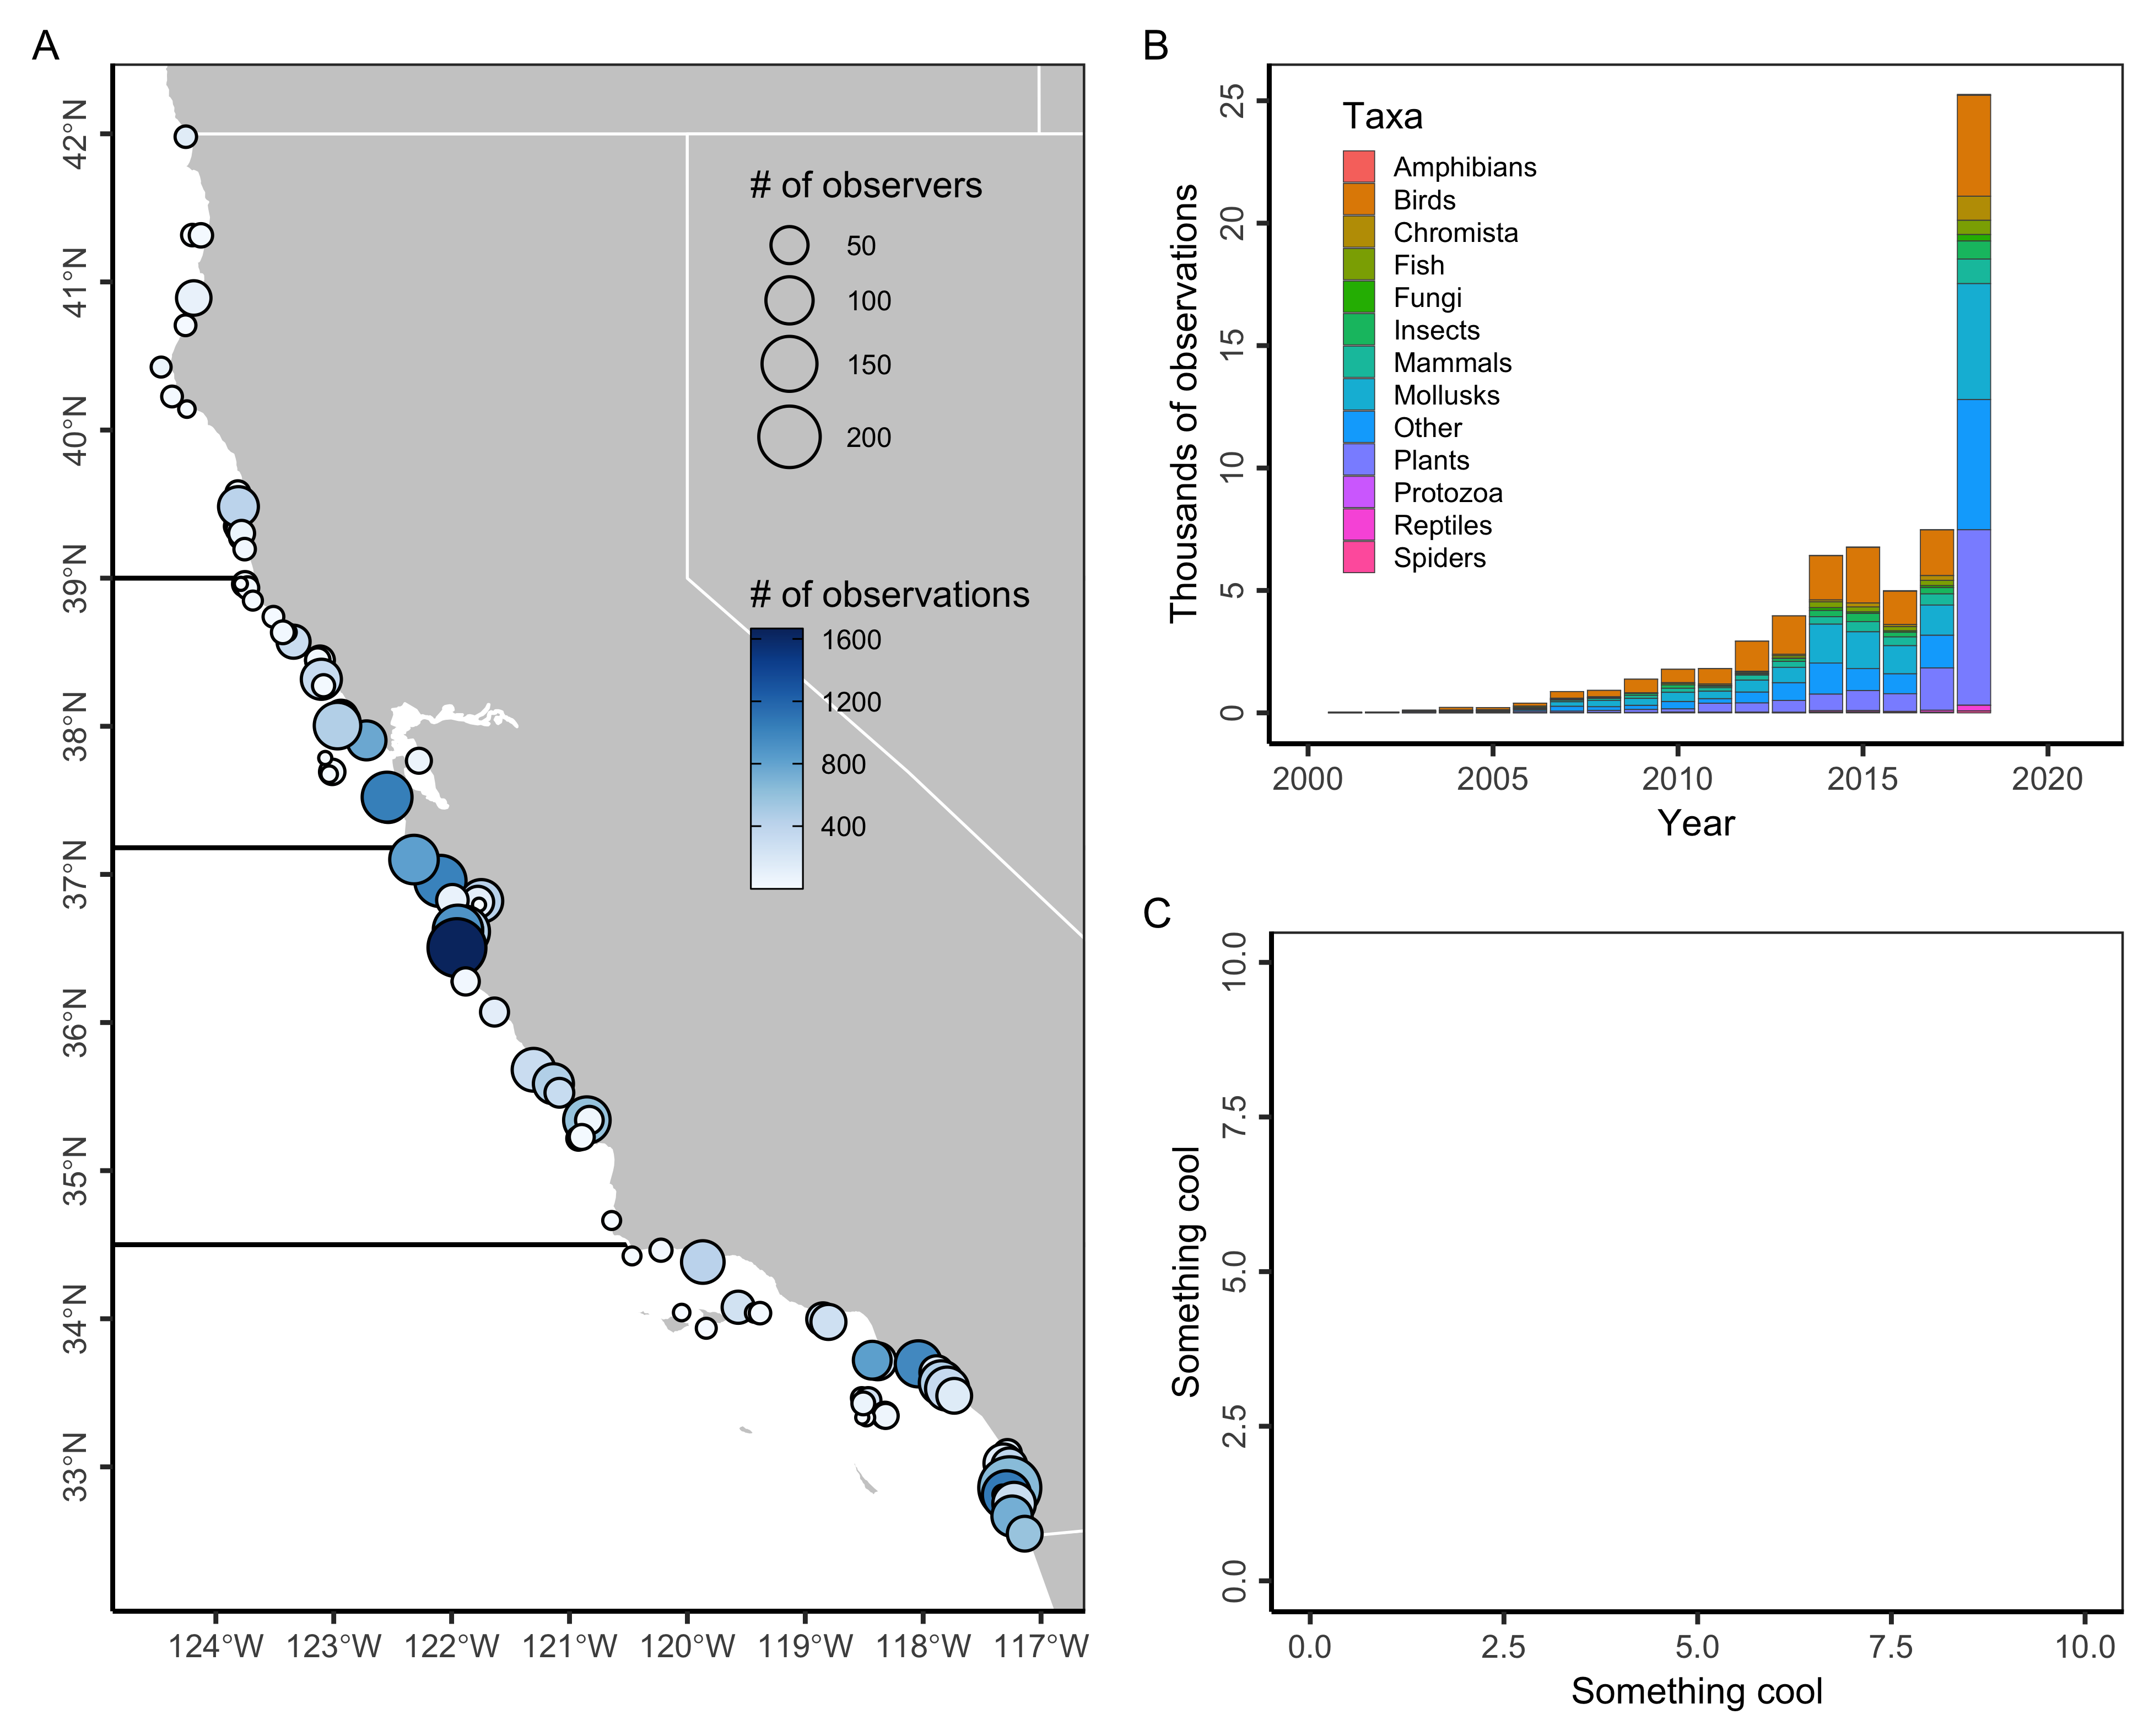 A
42°N
41°N
40°N
39°N
38°N
37°N
36°N
35°N
34°N
33°N
124°W
123°W
122°W
121°W
120°W
119°W
118°W
117°W
# of observers
50
100
150
200
# of observations
1600
1200
800
400
B
Thousands of observations
25
20
15
10
5
0
Taxa
Amphibians
Birds
Chromista
Fish
Fungi
Insects
Mammals
Mollusks
Other
Plants
Protozoa
Reptiles
Spiders
2000
2005
2010
2015
2020
Year
C
Something cool
10.0
7.5
5.0
2.5
0.0
0.0
2.5
5.0
7.5
10.0
Something cool